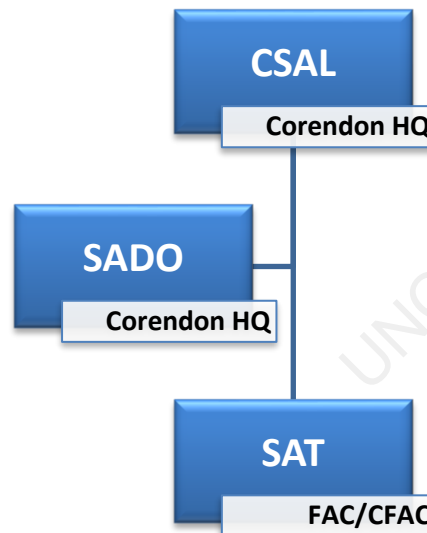 CSAL
Corendon HQ
SADO
Corendon HQ
SAT
FAC/CFAC